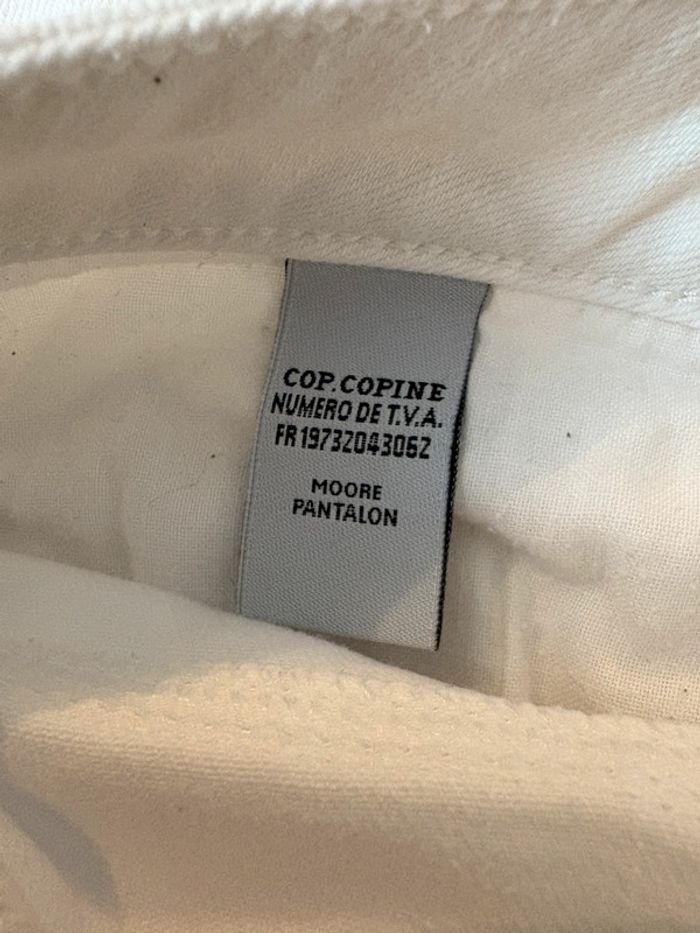 COP.COPINE
NUMERO DE T.V.A.
FR19732043062
MOORE
PANTALON